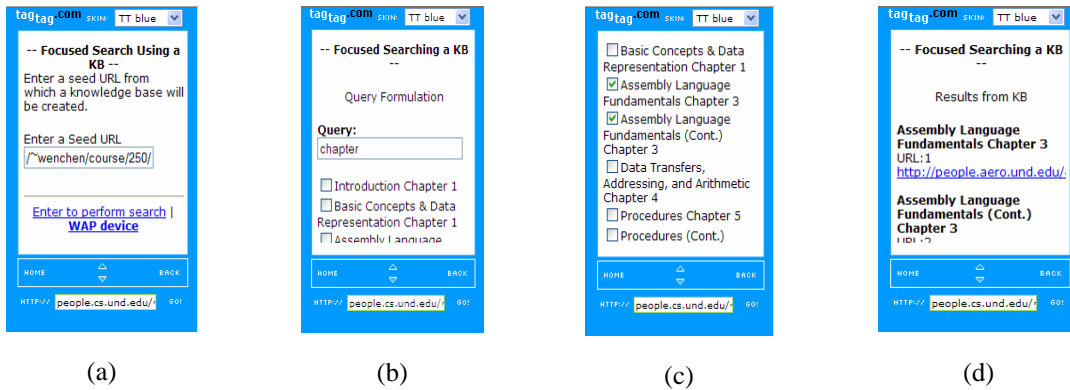 tagtag.com SKIN: TT blue
-- Focused Search Using a
KB --
Enter a seed URL from
which a knowledge base will
be created.
Enter a Seed URL
/~wenchen/course/250/
Enter to perform search |
WAP device
HOME BACK
HTTP:// people.cs.und.edu/ GO!
(a)
tagtag.com SKIN: TT blue
-- Focused Searching a KB
--
Query Formulation
Query:
chapter
Introduction Chapter 1
Basic Concepts & Data
Representation Chapter 1
Assembly Language
HOME BACK
HTTP:// people.cs.und.edu/ GO!
(b)
tagtag.com SKIN: TT blue
Basic Concepts & Data
Representation Chapter 1
Assembly Language
Fundamentals Chapter 3
Assembly Language
Fundamentals (Cont.)
Chapter 3
Data Transfers,
Addressing, and Arithmetic
Chapter 4
Procedures Chapter 5
Procedures (Cont.)
HOME BACK
HTTP:// people.cs.und.edu/ GO!
(c)
tagtag.com SKIN: TT blue
-- Focused Searching a KB
--
Results from KB
Assembly Language
Fundamentals Chapter 3
URL:1
http://people.aero.und.edu/
Assembly Language
Fundamentals (Cont.)
Chapter 3
URL:2
HOME BACK
HTTP:// people.cs.und.edu/ GO!
(d)